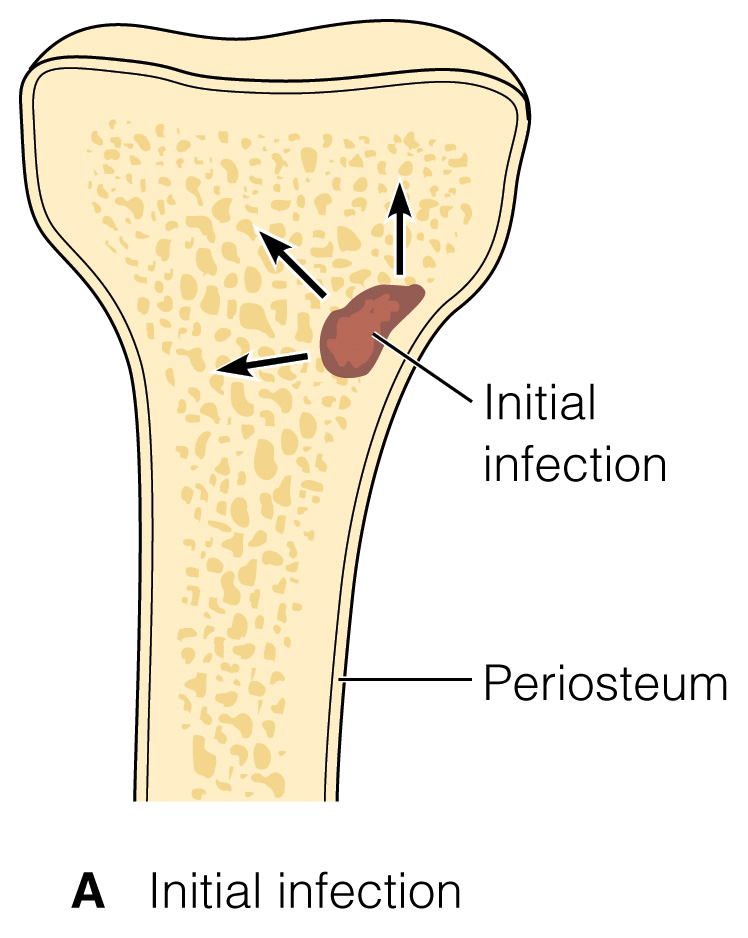 Initial
infection
Periosteum
A Initial infection